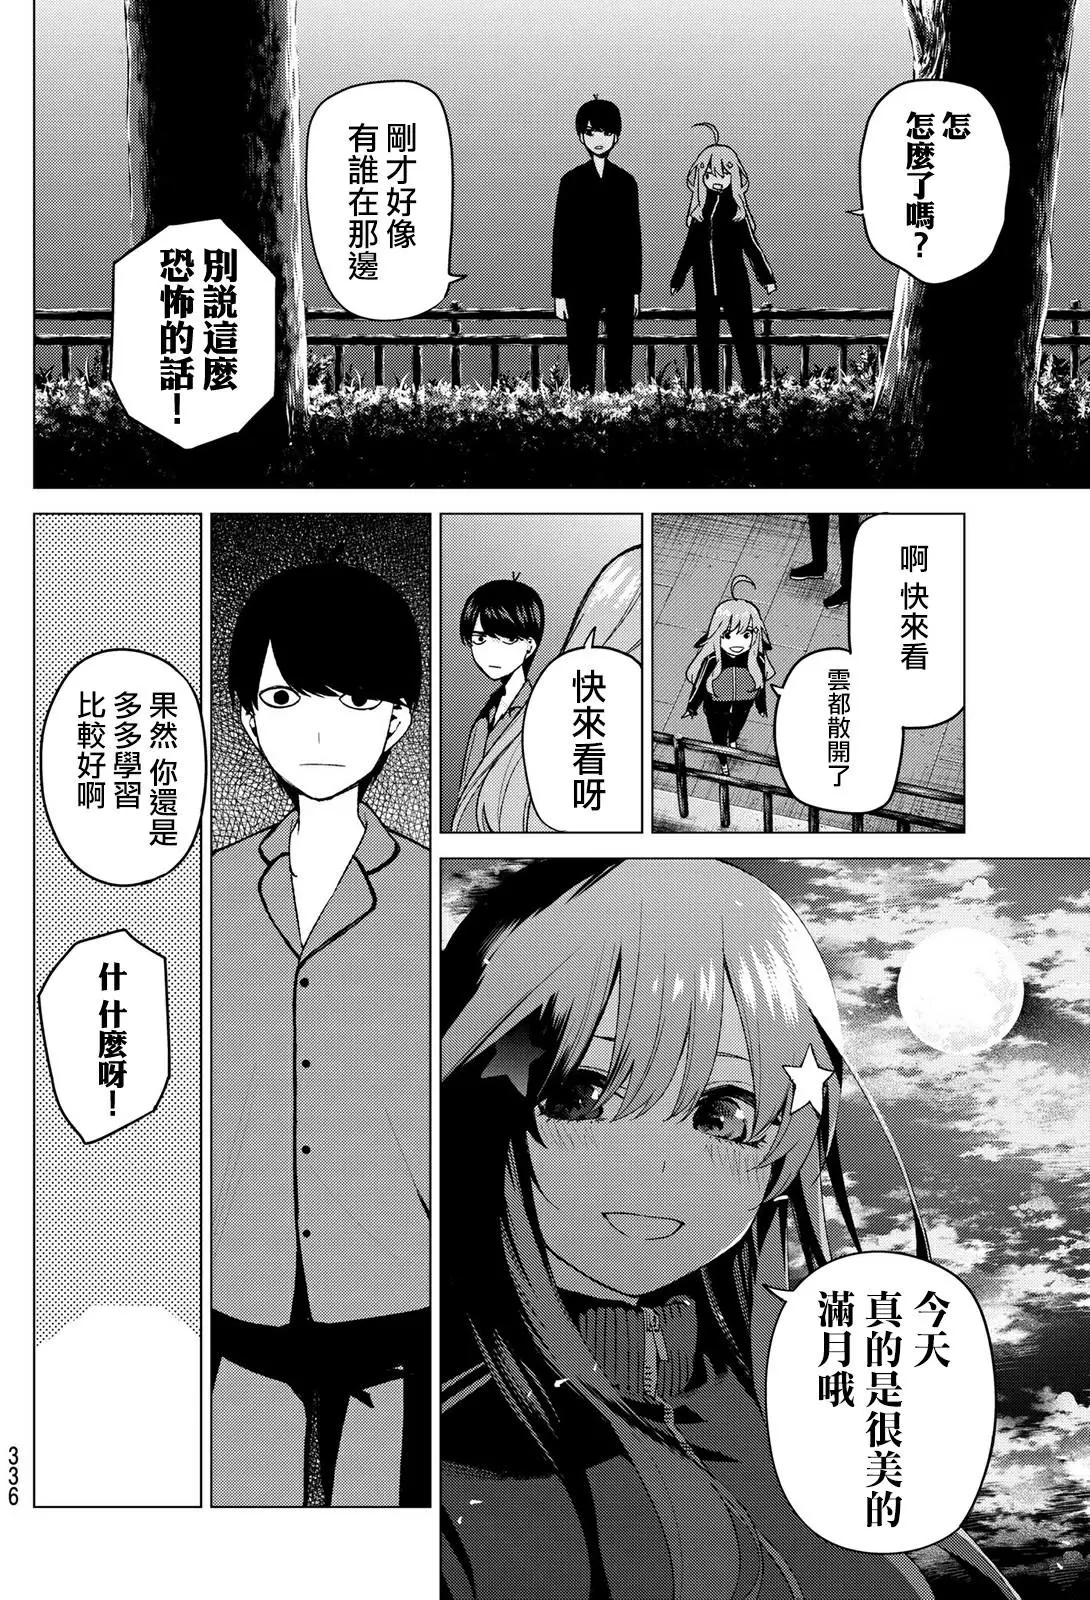 怎
怎麼了嗎？
剛才好像
有誰在那邊
別說這麼
恐怖的話！
啊 快來看
雲都散開了
快來看呀
今天
真的是很美的
滿月哦
果然 你還是
多多學習
比較好啊
什 什麼呀！
336